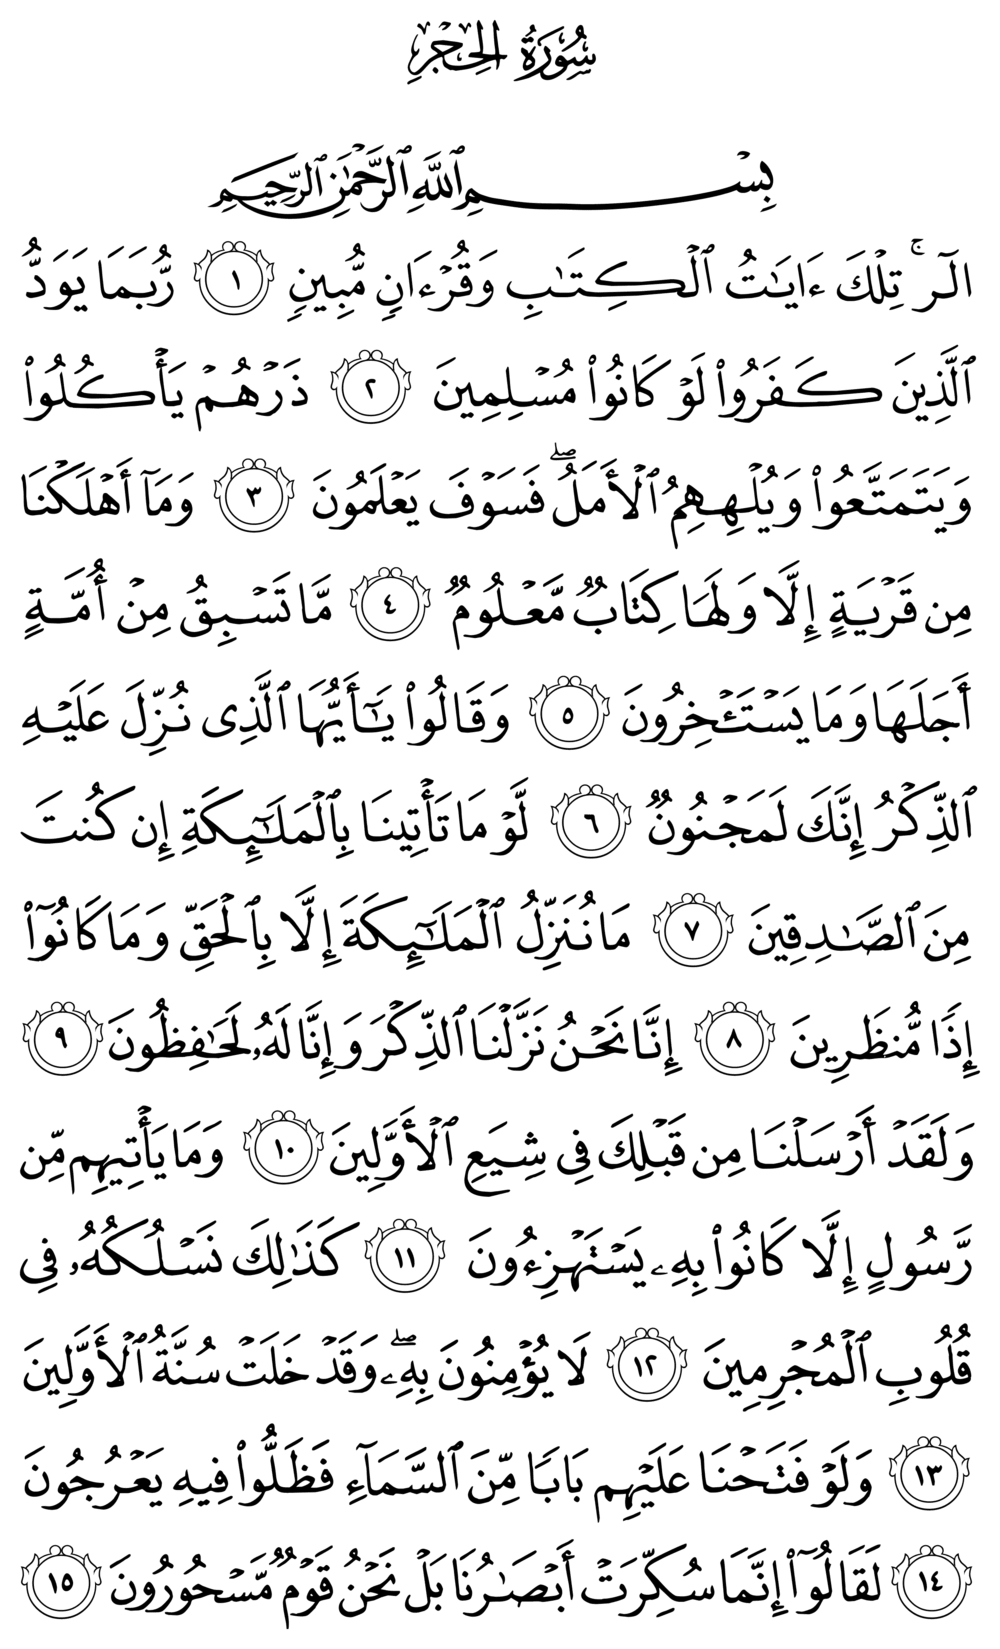 سُورَةُ الحِجْرِ
بِسْمِ ٱللَّهِ ٱلرَّحْمَٰنِ ٱلرَّحِيمِ
الٓرۚ تِلْكَ ءَايَٰتُ ٱلْكِتَٰبِ وَقُرْءَانٍ مُّبِينٍ ١ رُّبَمَا يَوَدُّ
ٱلَّذِينَ كَفَرُوا۟ لَوْ كَانُوا۟ مُسْلِمِينَ ٢ ذَرْهُمْ يَأْكُلُوا۟
وَيَتَمَتَّعُوا۟ وَيُلْهِهِمُ ٱلْأَمَلُۖ فَسَوْفَ يَعْلَمُونَ ٣ وَمَآ أَهْلَكْنَا
مِن قَرْيَةٍ إِلَّا وَلَهَا كِتَابٌ مَّعْلُومٌ ٤ مَّا تَسْبِقُ مِنْ أُمَّةٍ
أَجَلَهَا وَمَا يَسْتَـْٔخِرُونَ ٥ وَقَالُوا۟ يَٰٓأَيُّهَا ٱلَّذِى نُزِّلَ عَلَيْهِ
ٱلذِّكْرُ إِنَّكَ لَمَجْنُونٌ ٦ لَّوْ مَا تَأْتِينَا بِٱلْمَلَٰٓئِكَةِ إِن كُنتَ
مِنَ ٱلصَّٰدِقِينَ ٧ مَا نُنَزِّلُ ٱلْمَلَٰٓئِكَةَ إِلَّا بِٱلْحَقِّ وَمَا كَانُوٓا۟
إِذًا مُّنظَرِينَ ٨ إِنَّا نَحْنُ نَزَّلْنَا ٱلذِّكْرَ وَإِنَّا لَهُۥ لَحَٰفِظُونَ ٩
وَلَقَدْ أَرْسَلْنَا مِن قَبْلِكَ فِى شِيَعِ ٱلْأَوَّلِينَ ١٠ وَمَا يَأْتِيهِم مِّن
رَّسُولٍ إِلَّا كَانُوا۟ بِهِۦ يَسْتَهْزِءُونَ ١١ كَذَٰلِكَ نَسْلُكُهُۥ فِى
قُلُوبِ ٱلْمُجْرِمِينَ ١٢ لَا يُؤْمِنُونَ بِهِۦۖ وَقَدْ خَلَتْ سُنَّةُ ٱلْأَوَّلِينَ
١٣ وَلَوْ فَتَحْنَا عَلَيْهِم بَابًا مِّنَ ٱلسَّمَآءِ فَظَلُّوا۟ فِيهِ يَعْرُجُونَ
١٤ لَقَالُوٓا۟ إِنَّمَا سُكِّرَتْ أَبْصَٰرُنَا بَلْ نَحْنُ قَوْمٌ مَّسْحُورُونَ ١٥